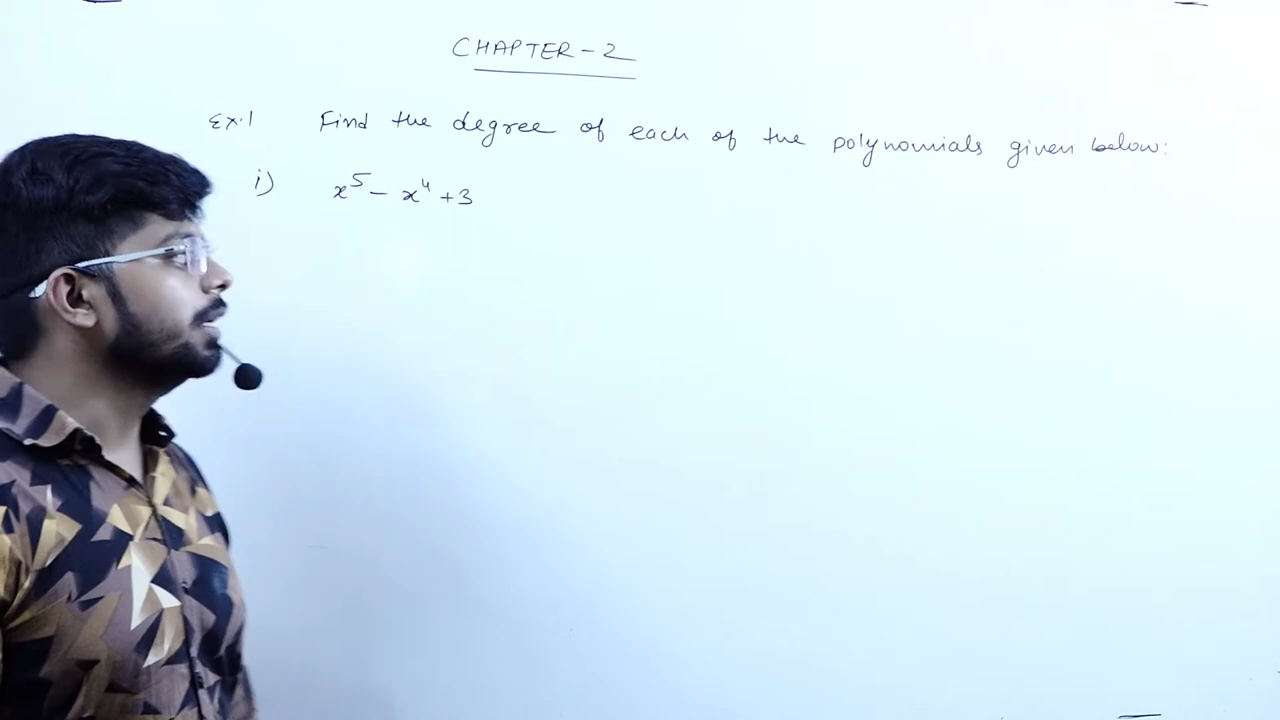 CHAPTER-2
Ex.1 Find the degree of each of the polynomials given below:
i) x⁵ - x⁴ + 3